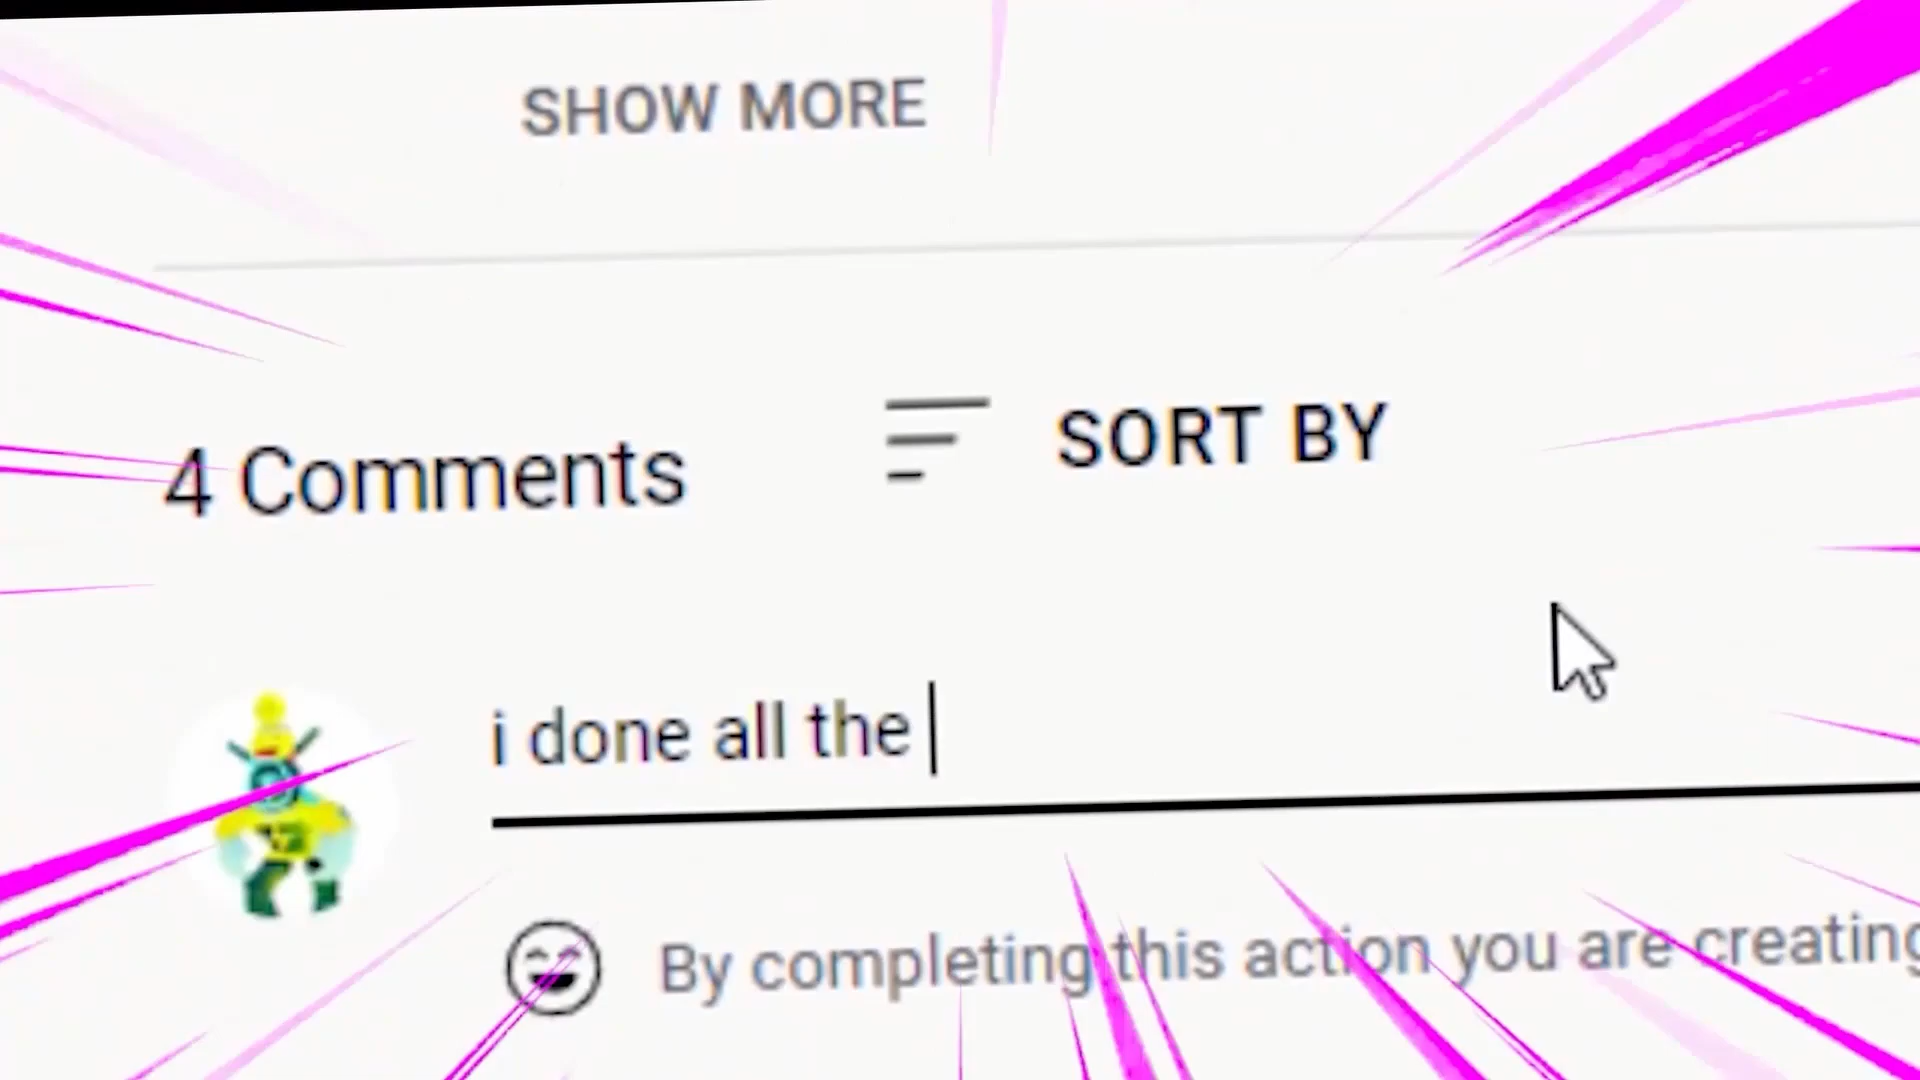 SHOW MORE
4 Comments
SORT BY
i done all the
By completing this action you are creating